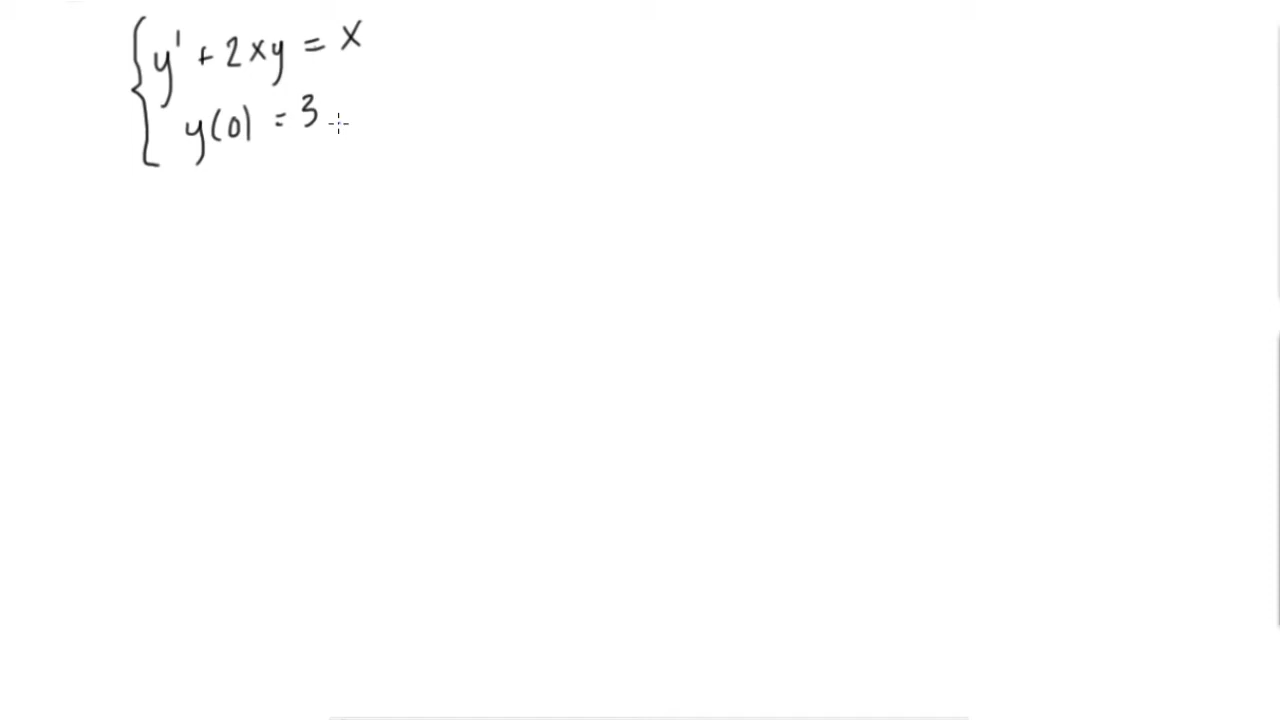 y' + 2xy = x
y(0) = 3